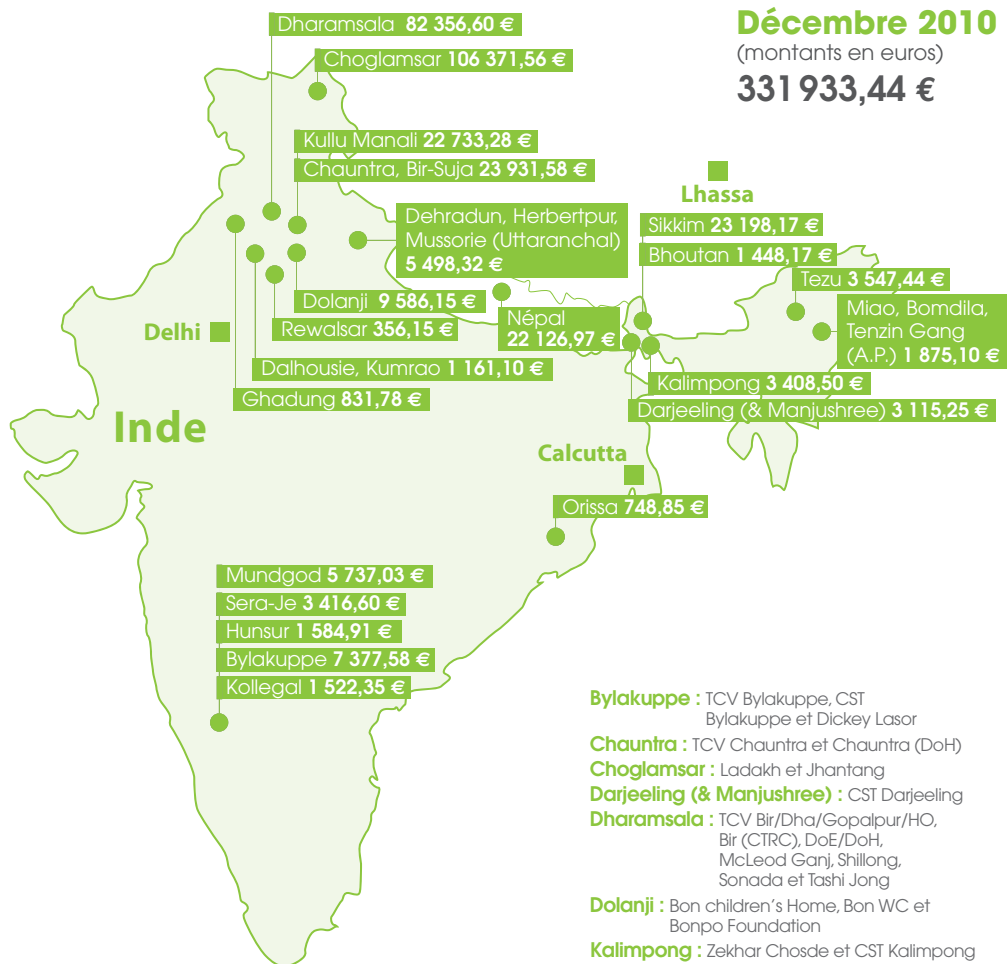 Dharamsala 82 356,60 €
Choglamsar 106 371,56 €
Décembre 2010
(montants en euros)
331 933,44 €
Kullu Manali 22 733,28 €
Chauntra, Bir-Suja 23 931,58 €
Lhassa
Dehradun, Herbertpur,
Mussorie (Uttaranchal)
5 498,32 €
Sikkim 23 198,17 €
Bhoutan 1 448,17 €
Tezu 3 547,44 €
Miao, Bomdila,
Tenzin Gang
(A.P.) 1 875,10 €
Dolanji 9 586,15 €
Népal
22 126,97 €
Delhi
Rewalsar 356,15 €
Dalhousie, Kumrao 1 161,10 €
Kalimpong 3 408,50 €
Ghadung 831,78 €
Darjeeling (& Manjushree) 3 115,25 €
Inde
Calcutta
Orissa 748,85 €
Mundgod 5 737,03 €
Sera-Je 3 416,60 €
Hunsur 1 584,91 €
Bylakuppe 7 377,58 €
Kollegal 1 522,35 €
Bylakuppe : TCV Bylakuppe, CST
Bylakuppe et Dickey Lasor
Chauntra : TCV Chauntra et Chauntra (DoH)
Choglamsar : Ladakh et Jhantang
Darjeeling (& Manjushree) : CST Darjeeling
Dharamsala : TCV Bir/Dha/Gopalpur/HO,
Bir (CTRC), DoE/DoH,
McLeod Ganj, Shillong,
Sonada et Tashi Jong
Dolanji : Bon children's Home, Bon WC et
Bonpo Foundation
Kalimpong : Zekhar Chosde et CST Kalimpong